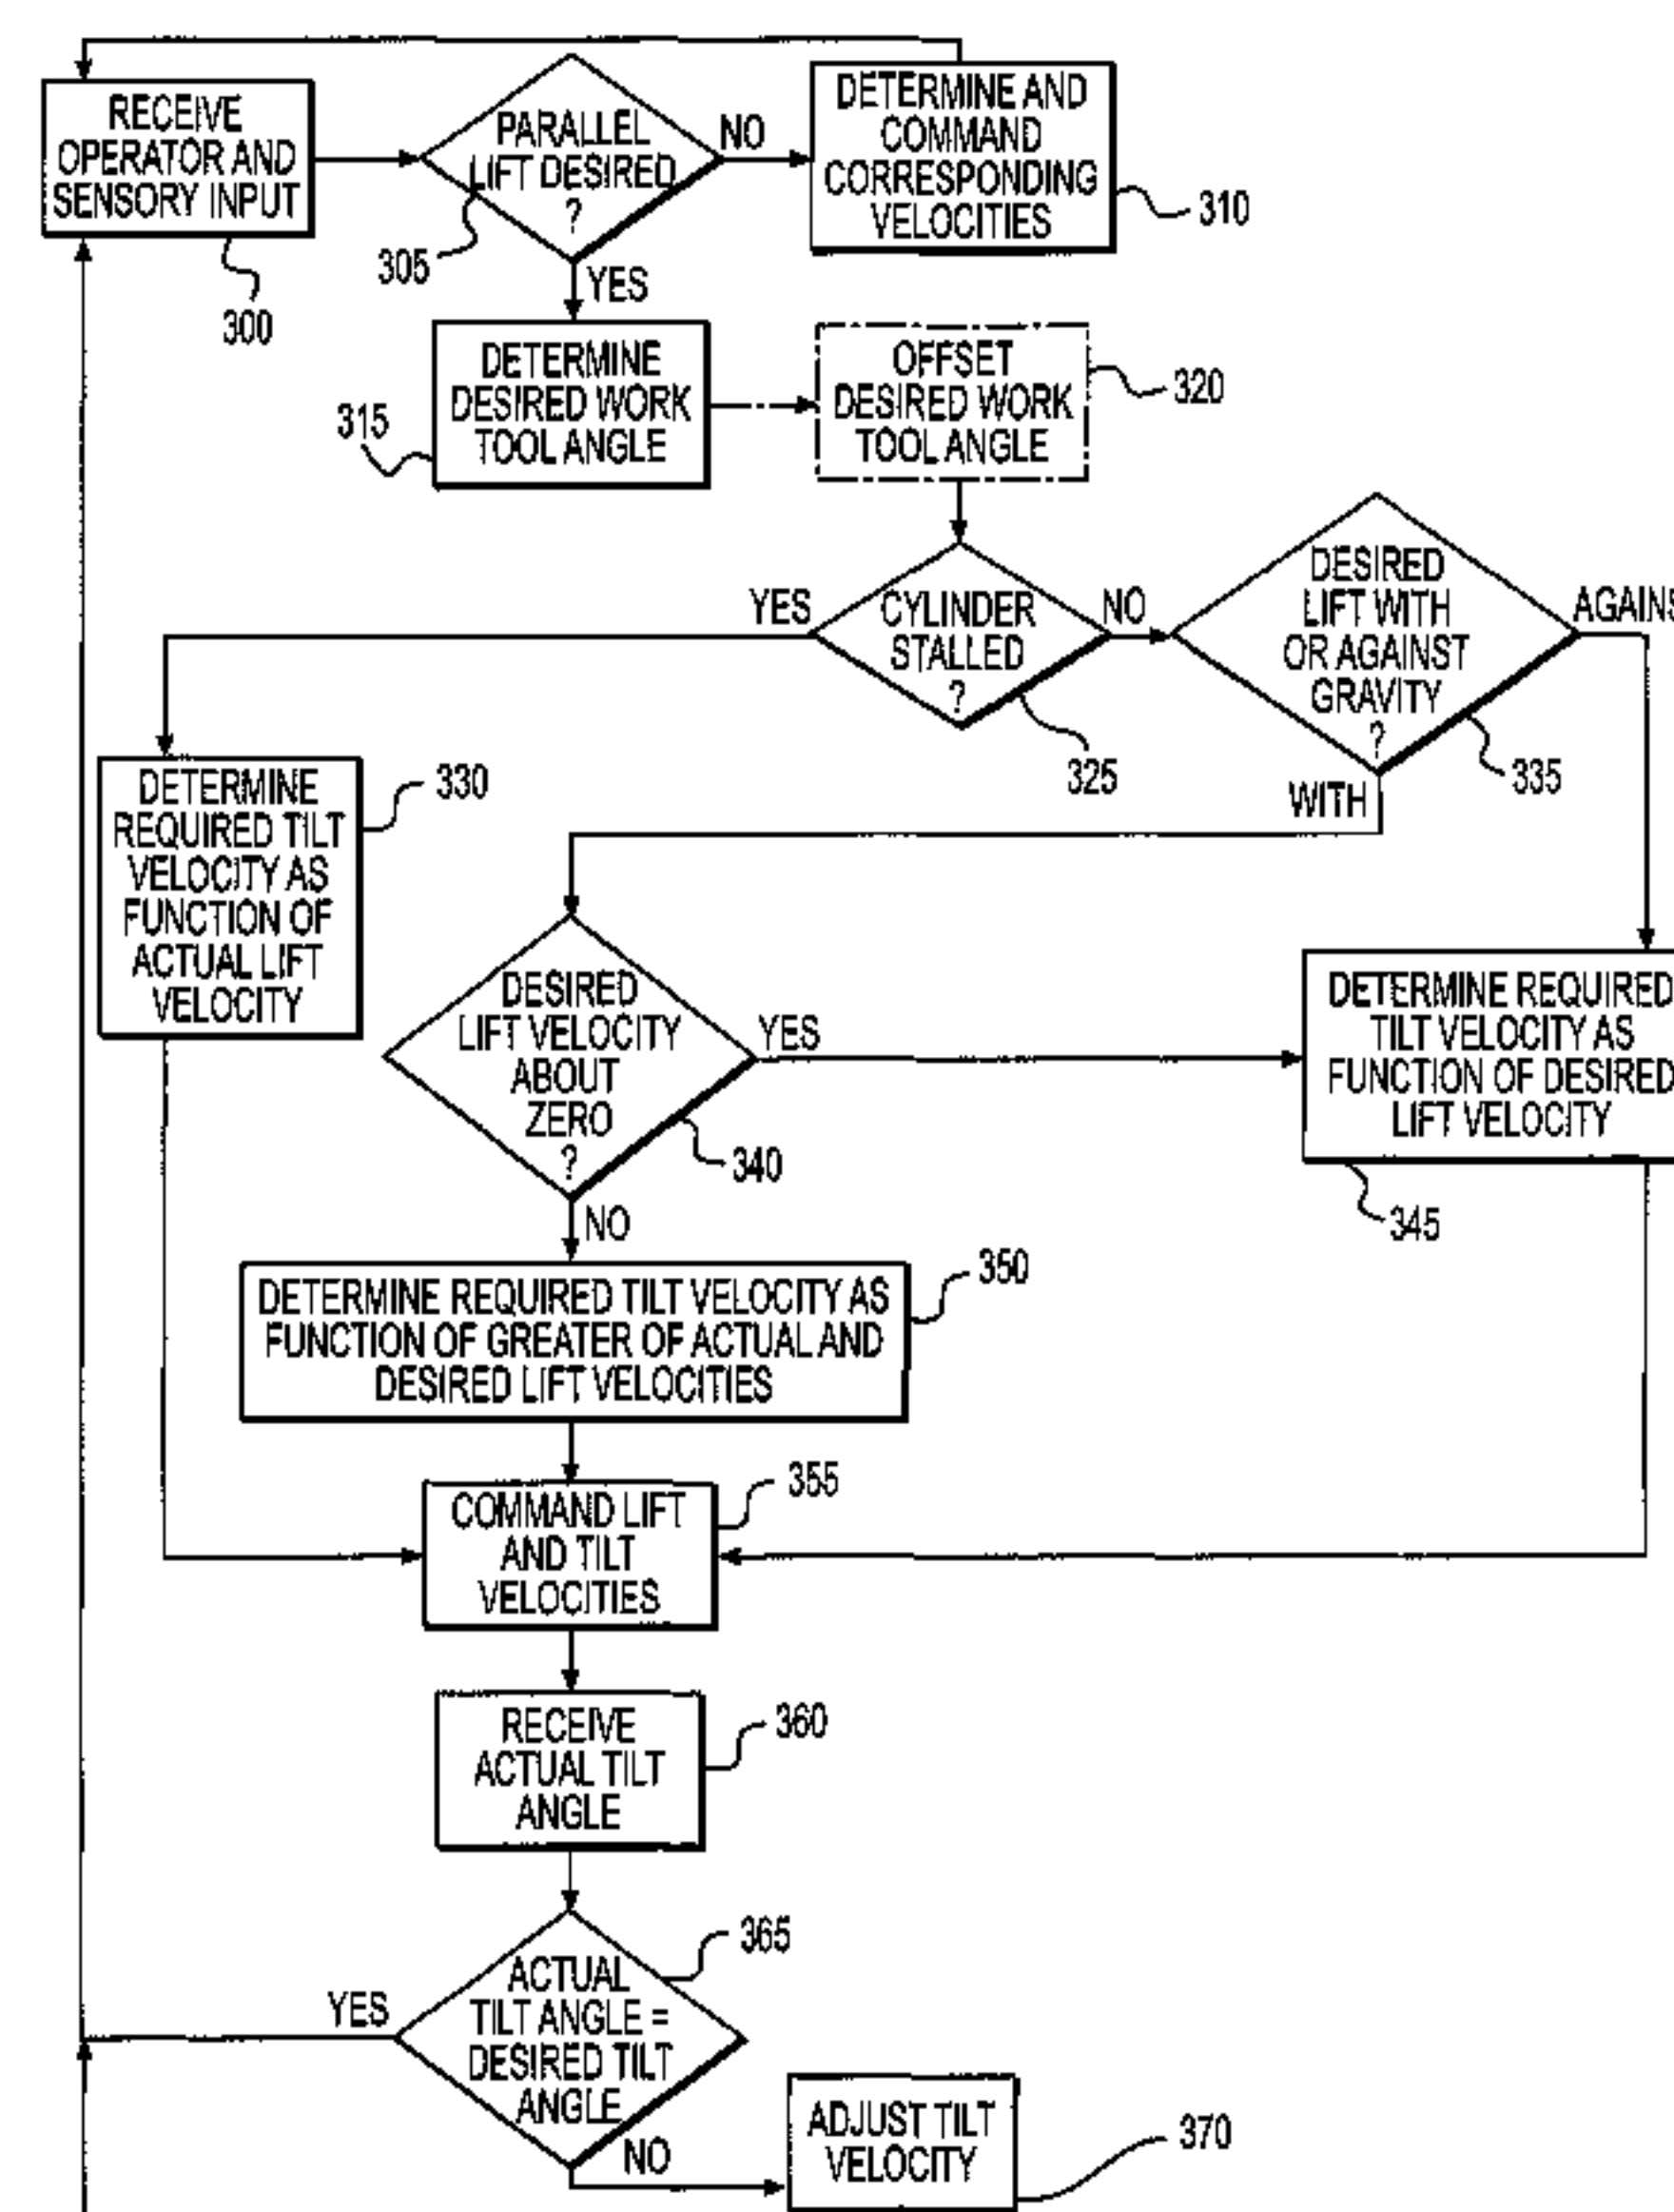 RECEIVE
OPERATOR AND
SENSORY INPUT
300
PARALLEL
LIFT DESIRED
?
305
NO
YES
DETERMINE AND
COMMAND
CORRESPONDING
VELOCITIES
310
DETERMINE
DESIRED WORK
TOOL ANGLE
315
OFFSET
DESIRED WORK
TOOL ANGLE
320
YES
CYLINDER
STALLED
?
NO
325
DESIRED
LIFT WITH
OR AGAINST
GRAVITY
?
AGAINS
335
WITH
DETERMINE
REQUIRED TILT
VELOCITY AS
FUNCTION OF
ACTUAL LIFT
VELOCITY
330
DESIRED
LIFT VELOCITY
ABOUT
ZERO
?
YES
340
NO
DETERMINE REQUIRED
TILT VELOCITY AS
FUNCTION OF DESIRED
LIFT VELOCITY
345
DETERMINE REQUIRED TILT VELOCITY AS
FUNCTION OF GREATER OF ACTUAL AND
DESIRED LIFT VELOCITIES
350
COMMAND LIFT
AND TILT
VELOCITIES
355
RECEIVE
ACTUAL TILT
ANGLE
360
ACTUAL
TILT ANGLE =
DESIRED TILT
ANGLE
365
YES
NO
ADJUST TILT
VELOCITY
370